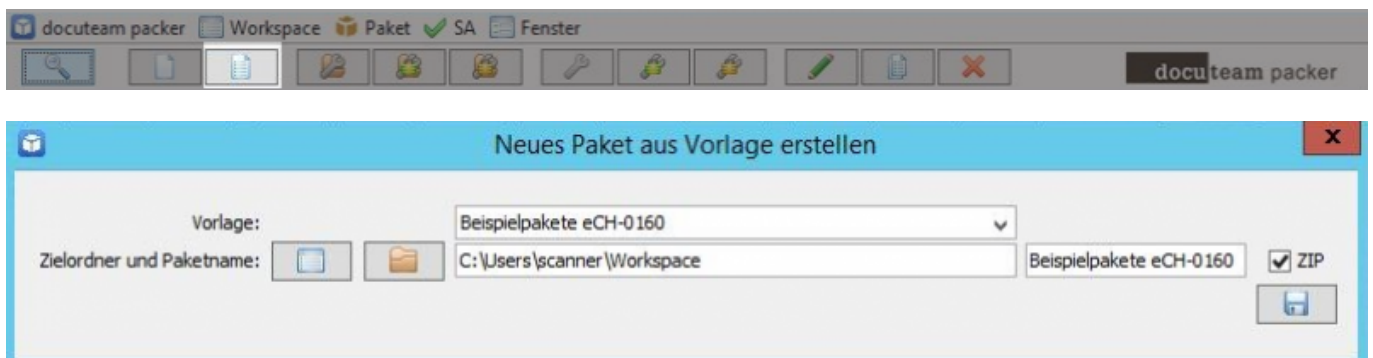 docuteam packer Workspace Paket SA Fenster
docuteam packer
Neues Paket aus Vorlage erstellen
x
Vorlage: Beispielpakete eCH-0160
Zielordner und Paketname: C:\Users\scanner\Workspace Beispielpakete eCH-0160 ZIP